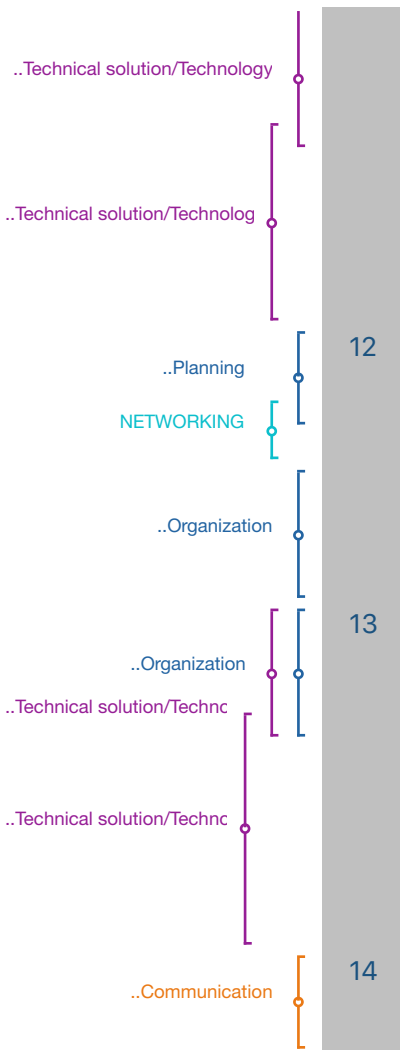 ..Technical solution/Technology
..Technical solution/Technolog
12
..Planning
NETWORKING
..Organization
13
..Organization
..Technical solution/Techno
..Technical solution/Techno
14
..Communication